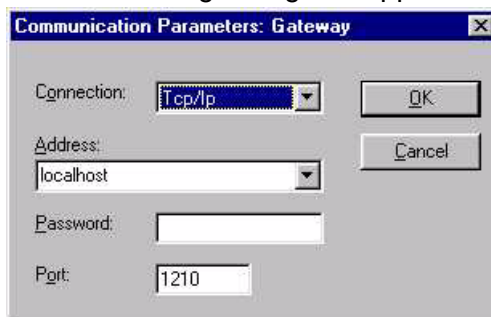 Communication Parameters: Gateway
Connection: Tcp/Ip OK
Address: Cancel
localhost
Password:
Port: 1210